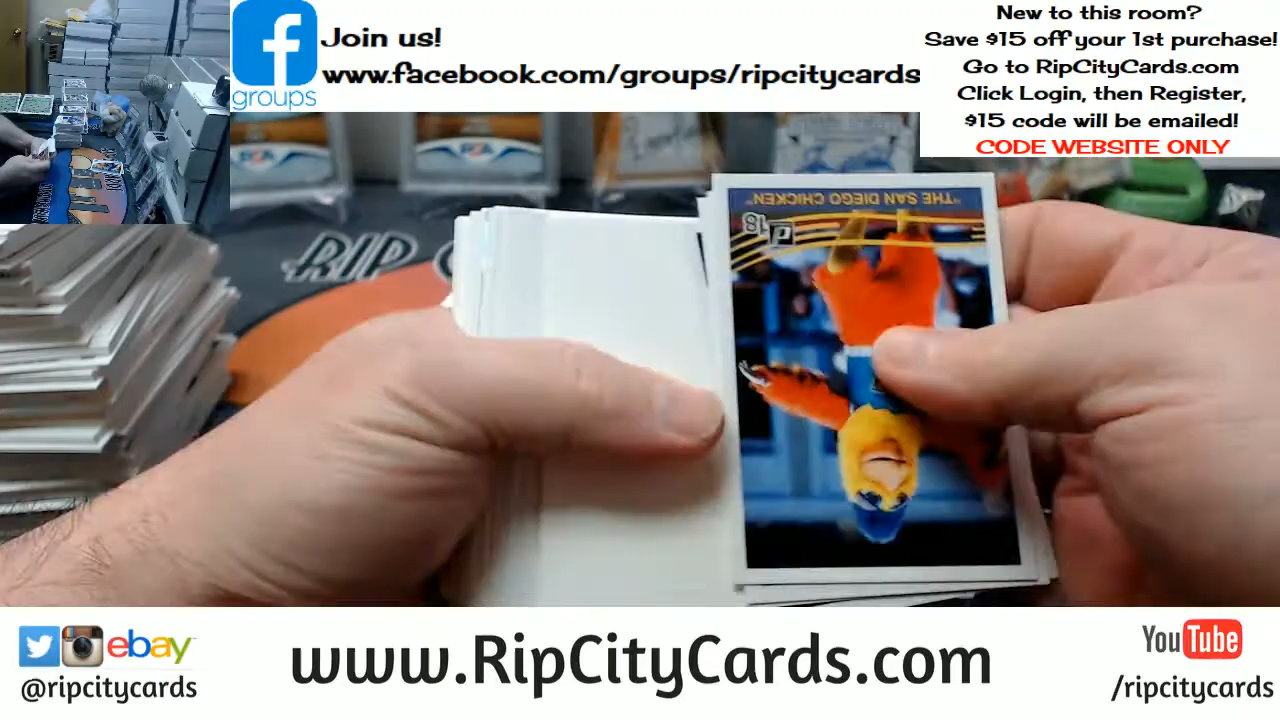 Join us!
www.facebook.com/groups/ripcitycards
groups
New to this room?
Save $15 off your 1st purchase!
Go to RipCityCards.com
Click Login, then Register,
$15 code will be emailed!
CODE WEBSITE ONLY
"THE SAN DIEGO CHICKEN"
18
RIP
ebay
@ripcitycards
www.RipCityCards.com
YouTube
/ripcitycards